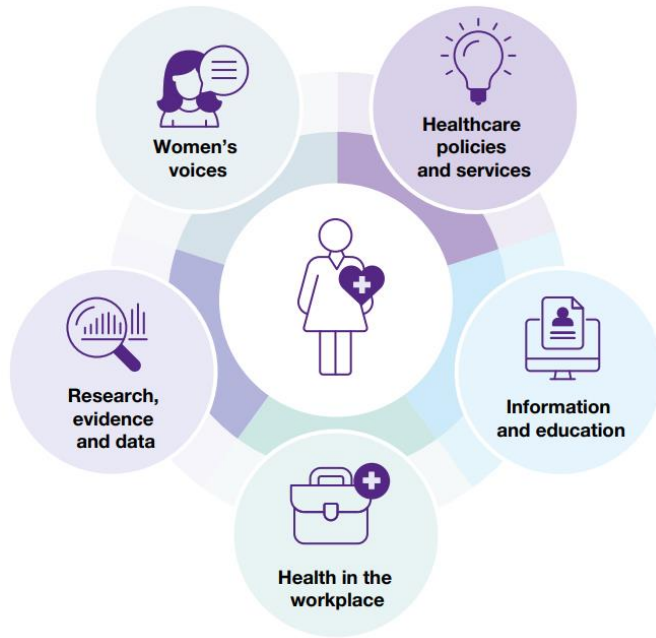 Women's
voices
Healthcare
policies
and services
Research,
evidence
and data
Information
and education
Health in the
workplace